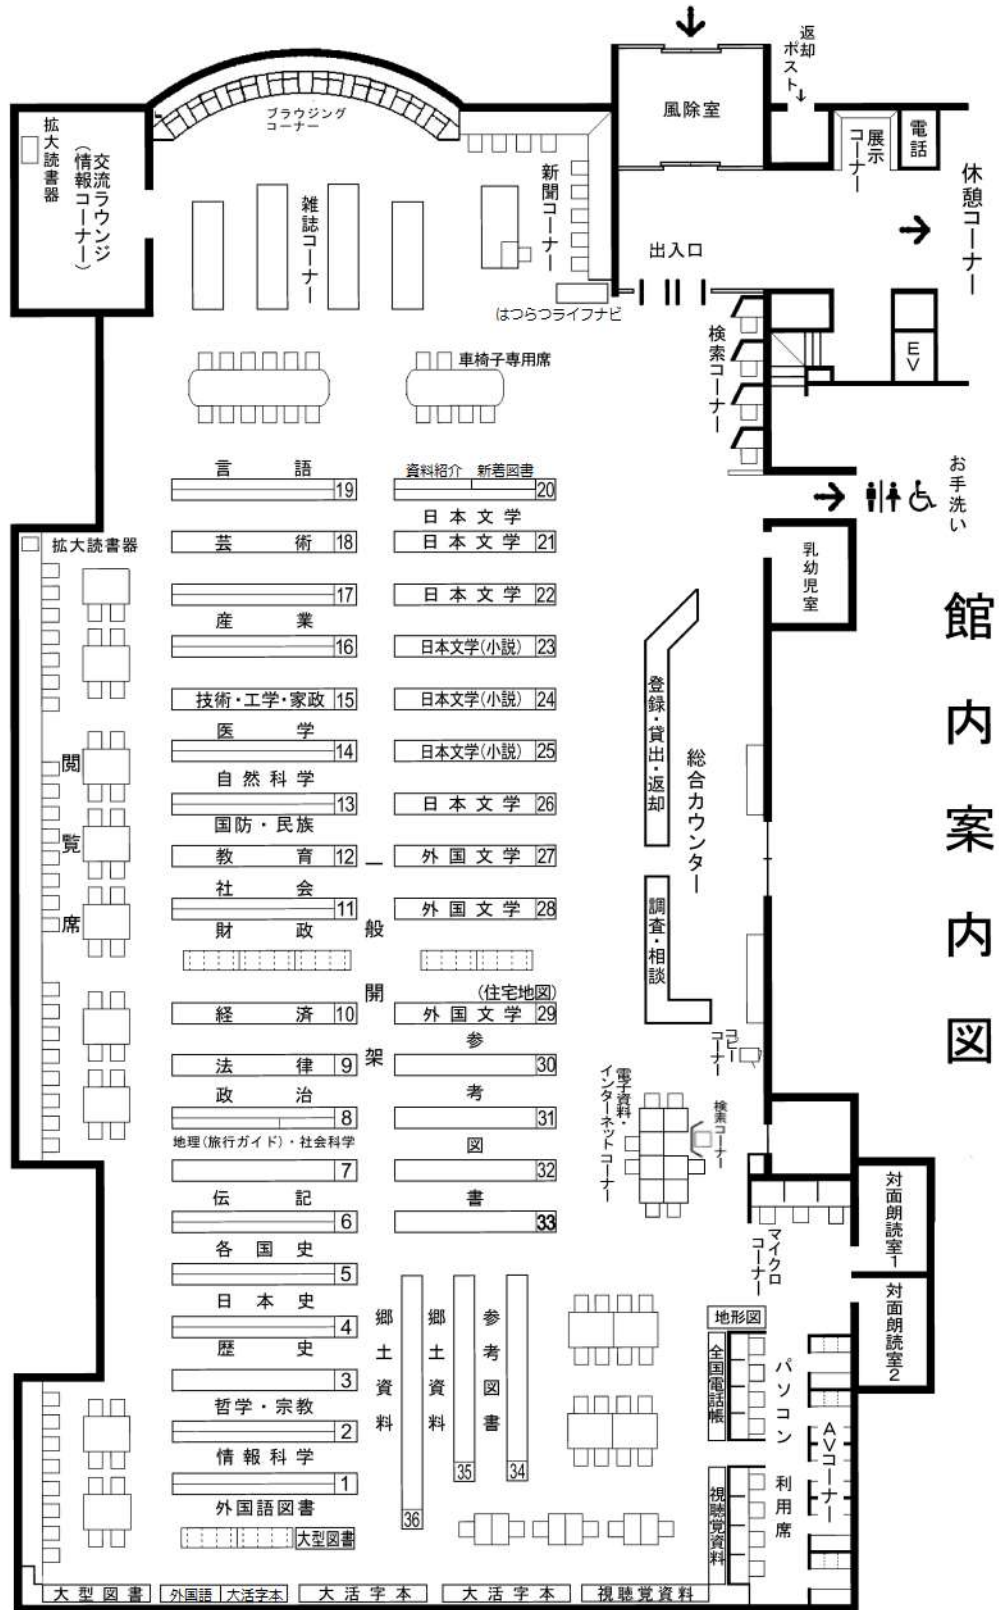 館内案内図
返却
ポスト
風除室
展示
コーナー
電話
休憩コーナー
出入口
ブラウジング
コーナー
拡大読書器
交流ラウンジ
(情報コーナー)
雑誌コーナー
新聞コーナー
はつらつライフナビ
検索コーナー
EV
車椅子専用席
お手洗い
乳幼児室
言語
19
資料紹介 新着図書
20
日本文学
芸術 18
日本文学 21
拡大読書器
17
日本文学 22
産業
16
日本文学(小説) 23
技術・工学・家政 15
日本文学(小説) 24
医学
14
日本文学(小説) 25
自然科学
13
日本文学 26
国防・民族
教育 12
外国文学 27
社会
11
外国文学 28
財政
閲覧席
一般開架
登録・貸出・返却
総合カウンター
調査・相談
(住宅地図)
経済 10
外国文学 29
法律 9
30
政治
8
31
地理(旅行ガイド)・社会科学
7
32
伝記
6
33
参考図書
各国史
5
日本史
4
歴史
3
哲学・宗教
2
情報科学
1
外国語図書
大型図書
郷土資料
36
郷土資料
35
参考図書
34
コピー
コーナー
電子資料・
インターネットコーナー
検索コーナー
マイクロ
コーナー
対面朗読室1
対面朗読室2
地形図
全国電話帳
視聴覚資料
パソコン利用席
AVコーナー
大型図書
外国語
大活字本
大活字本
大活字本
視聴覚資料